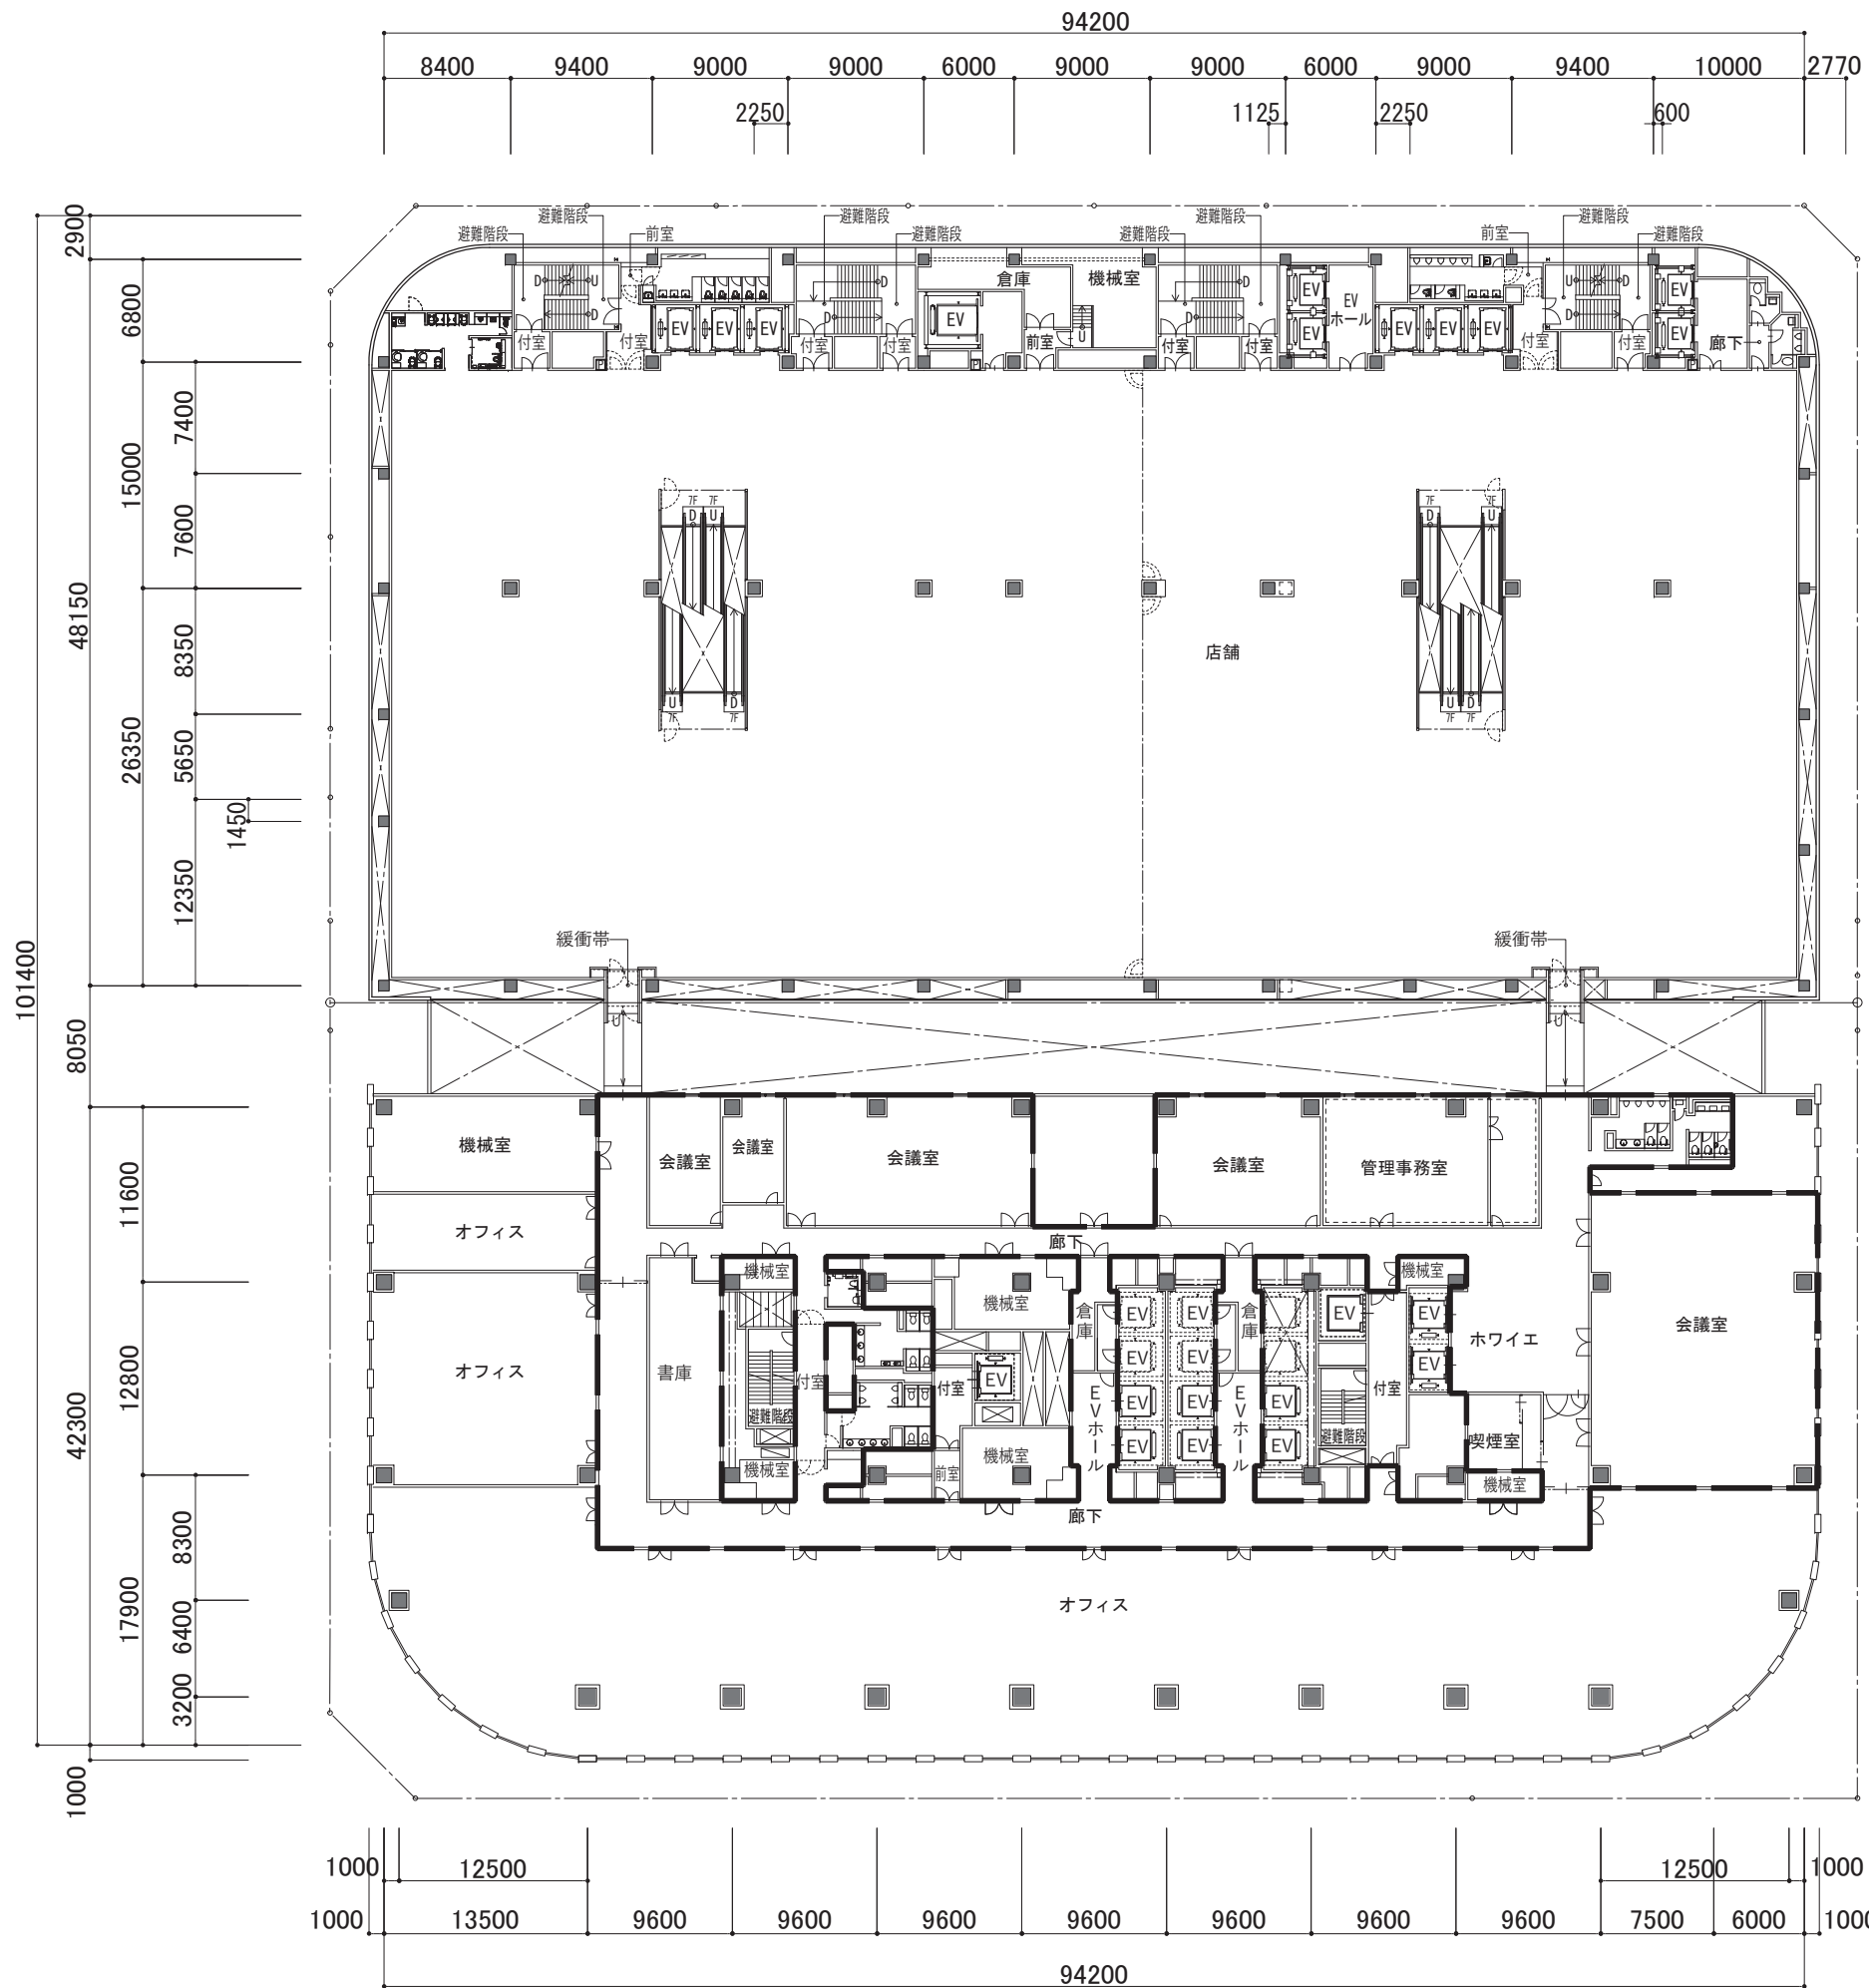 94200
8400 9400 9000 9000 6000 9000 9000 6000 9000 9400 10000 2770
2250 1125 2250 600
2900
6800
15000
7400
7600
48150
101400
26350
8350
5650
1450
12350
8050
11600
12800
42300
8300
17900
6400
3200
1000
避難階段 避難階段 避難階段 避難階段
避難階段 前室 避難階段 避難階段 前室 避難階段
倉庫 機械室
D U D D U D
EV EV
EV
ホール
D D D D
EV EV EV EV EV EV EV EV EV
付室 付室 付室 付室 前室 U 付室 付室 付室 付室 廊下
7F 7F 7F 7F
D U D U
店舗
U D U D
7F 7F 7F 7F
緩衝帯 緩衝帯
U U
機械室 会議室 会議室 会議室 会議室 管理事務室
オフィス
廊下
機械室 機械室
機械室 倉庫 EV EV 倉庫 EV EV
ホワイエ 会議室
オフィス 書庫 付室 付室 EV EV EV EV 付室
避難階段 EVホール EV EV EVホール EV 避難階段
EV EV EV 喫煙室
機械室 前室 機械室 機械室
廊下
オフィス
1000 12500 12500 1000
1000 13500 9600 9600 9600 9600 9600 9600 9600 7500 6000 1000
94200